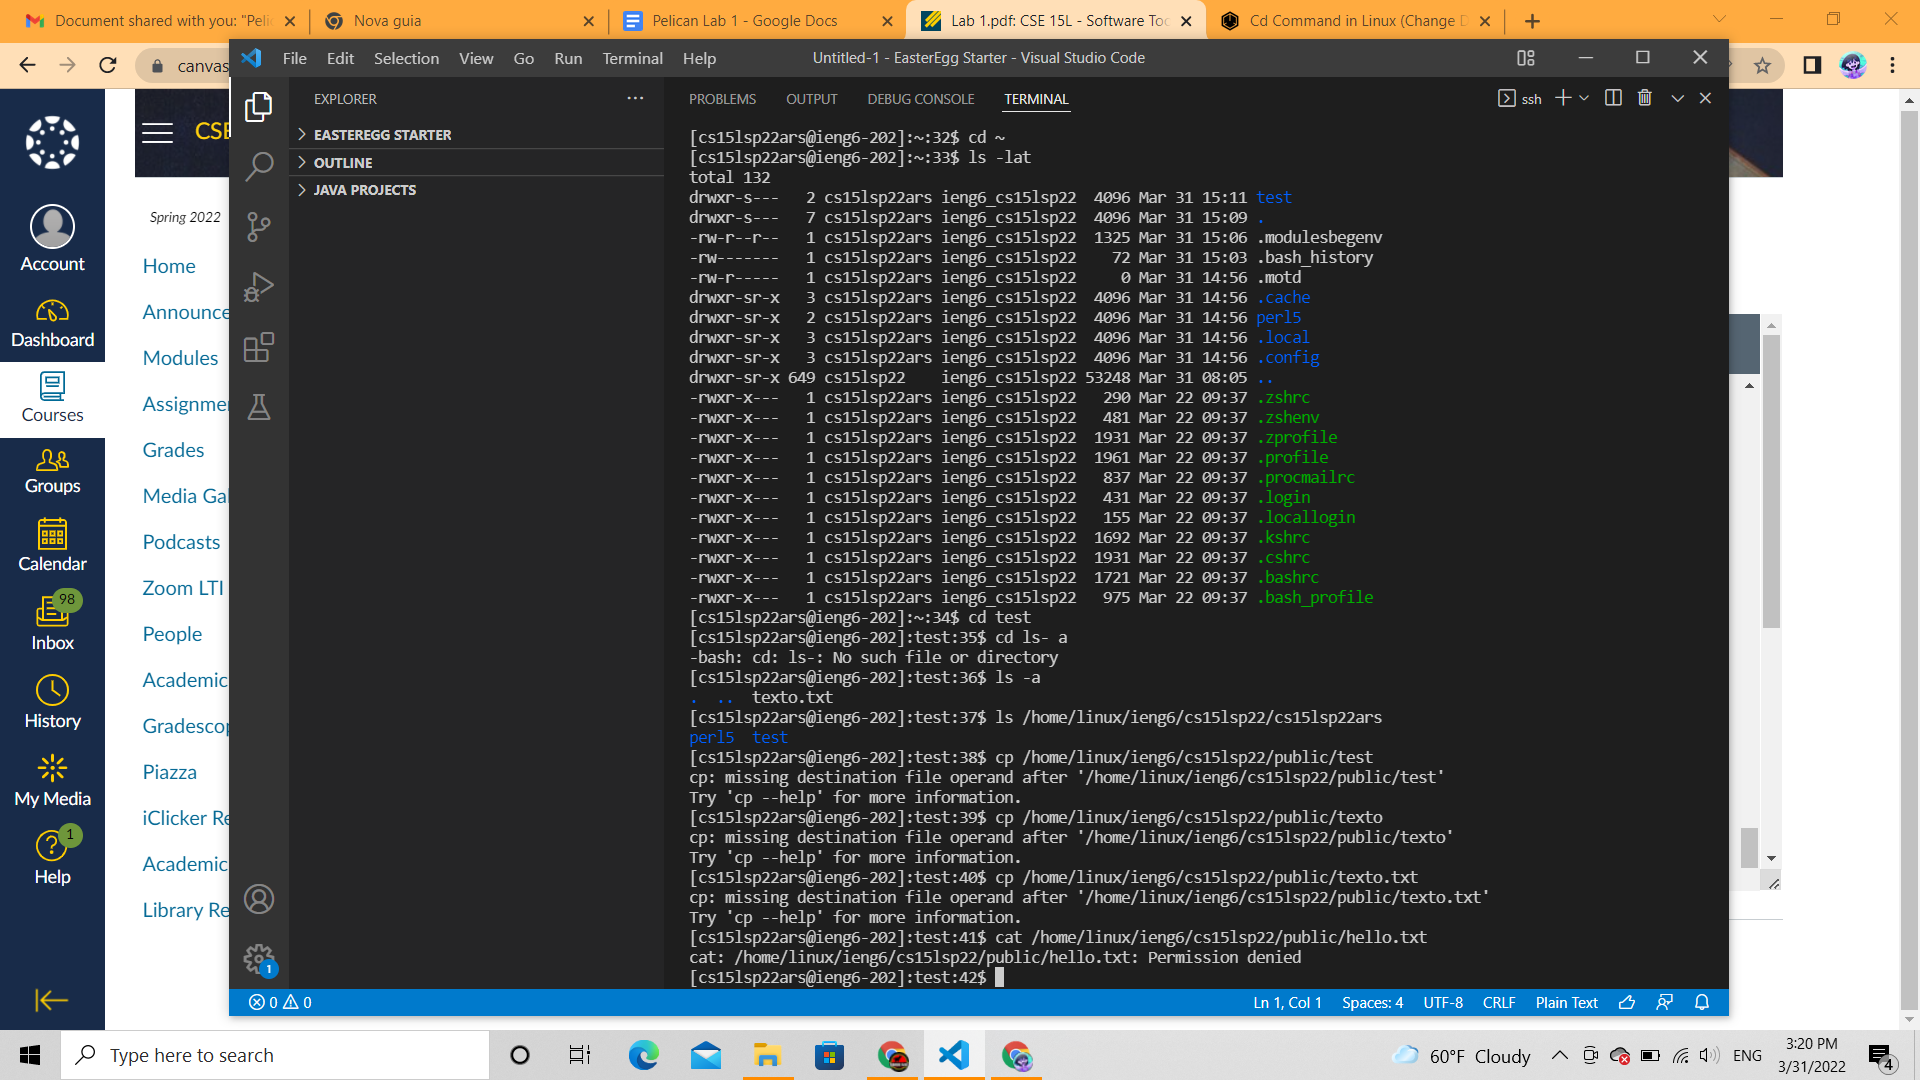 Document shared with you: "Peli
Nova guia
Pelican Lab 1 - Google Docs
Lab 1.pdf: CSE 15L - Software Too
Cd Command in Linux (Change D
canvas
File Edit Selection View Go Run Terminal Help
Untitled-1 - EasterEgg Starter - Visual Studio Code
CSE
Spring 2022
Home
Announce
Modules
Assignmen
Grades
Media Gal
Podcasts
Zoom LTI
People
Academic
Gradescop
Piazza
iClicker Re
Academic
Library Re
Account
Dashboard
Courses
Groups
Calendar
98
Inbox
History
My Media
1
Help
EXPLORER
EASTEREGG STARTER
OUTLINE
JAVA PROJECTS
1
PROBLEMS OUTPUT DEBUG CONSOLE TERMINAL
ssh
[cs15lsp22ars@ieng6-202]:~:32$ cd ~
[cs15lsp22ars@ieng6-202]:~:33$ ls -lat
total 132
drwxr-s--- 2 cs15lsp22ars ieng6_cs15lsp22 4096 Mar 31 15:11 test
drwxr-s--- 7 cs15lsp22ars ieng6_cs15lsp22 4096 Mar 31 15:09 .
-rw-r--r-- 1 cs15lsp22ars ieng6_cs15lsp22 1325 Mar 31 15:06 .modulesbegenv
-rw------- 1 cs15lsp22ars ieng6_cs15lsp22 72 Mar 31 15:03 .bash_history
-rw-r----- 1 cs15lsp22ars ieng6_cs15lsp22 0 Mar 31 14:56 .motd
drwxr-sr-x 3 cs15lsp22ars ieng6_cs15lsp22 4096 Mar 31 14:56 .cache
drwxr-sr-x 2 cs15lsp22ars ieng6_cs15lsp22 4096 Mar 31 14:56 perl5
drwxr-sr-x 3 cs15lsp22ars ieng6_cs15lsp22 4096 Mar 31 14:56 .local
drwxr-sr-x 3 cs15lsp22ars ieng6_cs15lsp22 4096 Mar 31 14:56 .config
drwxr-sr-x 649 cs15lsp22 ieng6_cs15lsp22 53248 Mar 31 08:05 ..
-rwxr-x--- 1 cs15lsp22ars ieng6_cs15lsp22 290 Mar 22 09:37 .zshrc
-rwxr-x--- 1 cs15lsp22ars ieng6_cs15lsp22 481 Mar 22 09:37 .zshenv
-rwxr-x--- 1 cs15lsp22ars ieng6_cs15lsp22 1931 Mar 22 09:37 .zprofile
-rwxr-x--- 1 cs15lsp22ars ieng6_cs15lsp22 1961 Mar 22 09:37 .profile
-rwxr-x--- 1 cs15lsp22ars ieng6_cs15lsp22 837 Mar 22 09:37 .procmailrc
-rwxr-x--- 1 cs15lsp22ars ieng6_cs15lsp22 431 Mar 22 09:37 .login
-rwxr-x--- 1 cs15lsp22ars ieng6_cs15lsp22 155 Mar 22 09:37 .locallogin
-rwxr-x--- 1 cs15lsp22ars ieng6_cs15lsp22 1692 Mar 22 09:37 .kshrc
-rwxr-x--- 1 cs15lsp22ars ieng6_cs15lsp22 1931 Mar 22 09:37 .cshrc
-rwxr-x--- 1 cs15lsp22ars ieng6_cs15lsp22 1721 Mar 22 09:37 .bashrc
-rwxr-x--- 1 cs15lsp22ars ieng6_cs15lsp22 975 Mar 22 09:37 .bash_profile
[cs15lsp22ars@ieng6-202]:~:34$ cd test
[cs15lsp22ars@ieng6-202]:test:35$ cd ls- a
-bash: cd: ls-: No such file or directory
[cs15lsp22ars@ieng6-202]:test:36$ ls -a
. .. texto.txt
[cs15lsp22ars@ieng6-202]:test:37$ ls /home/linux/ieng6/cs15lsp22/cs15lsp22ars
perl5 test
[cs15lsp22ars@ieng6-202]:test:38$ cp /home/linux/ieng6/cs15lsp22/public/test
cp: missing destination file operand after '/home/linux/ieng6/cs15lsp22/public/test'
Try 'cp --help' for more information.
[cs15lsp22ars@ieng6-202]:test:39$ cp /home/linux/ieng6/cs15lsp22/public/texto
cp: missing destination file operand after '/home/linux/ieng6/cs15lsp22/public/texto'
Try 'cp --help' for more information.
[cs15lsp22ars@ieng6-202]:test:40$ cp /home/linux/ieng6/cs15lsp22/public/texto.txt
cp: missing destination file operand after '/home/linux/ieng6/cs15lsp22/public/texto.txt'
Try 'cp --help' for more information.
[cs15lsp22ars@ieng6-202]:test:41$ cat /home/linux/ieng6/cs15lsp22/public/hello.txt
cat: /home/linux/ieng6/cs15lsp22/public/hello.txt: Permission denied
[cs15lsp22ars@ieng6-202]:test:42$
0 0
Ln 1, Col 1 Spaces: 4 UTF-8 CRLF Plain Text
Type here to search
60°F Cloudy
ENG
3:20 PM
3/31/2022
4